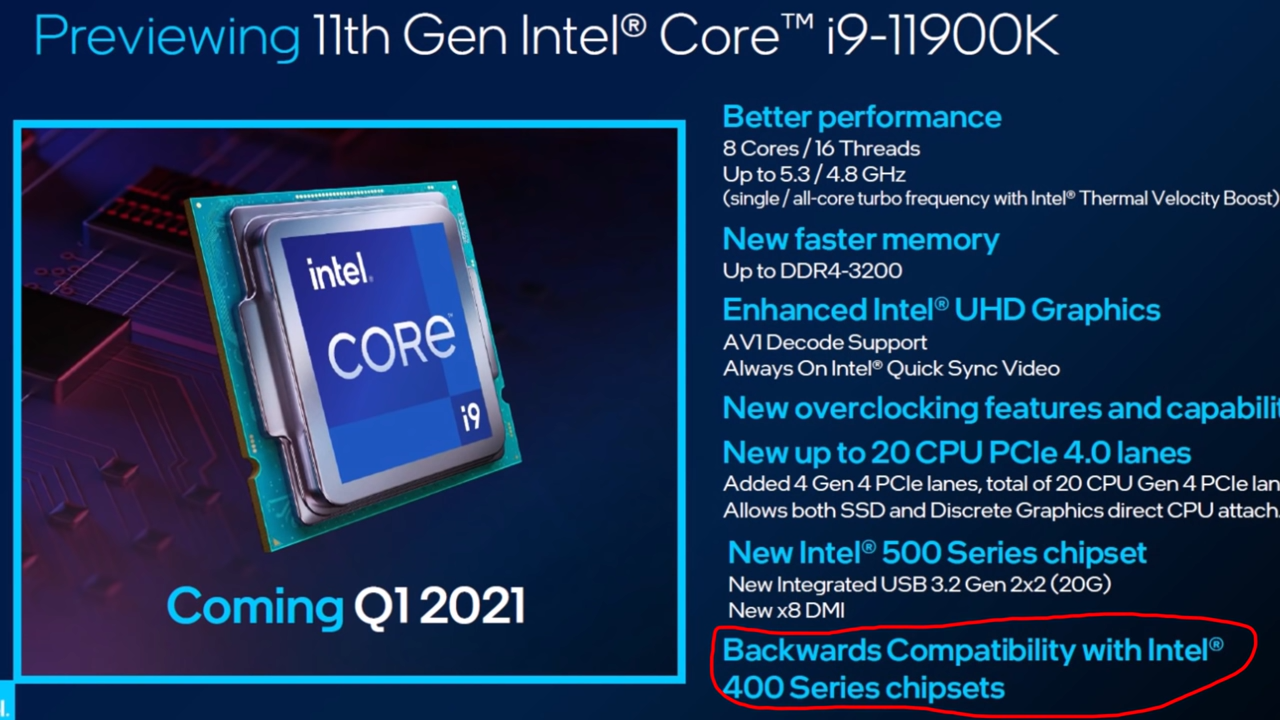 Previewing 11th Gen Intel® Core™ i9-11900K
intel®
CORE™
i9
Coming Q1 2021
Better performance
8 Cores / 16 Threads
Up to 5.3 / 4.8 GHz
(single / all-core turbo frequency with Intel® Thermal Velocity Boost)
New faster memory
Up to DDR4-3200
Enhanced Intel® UHD Graphics
AV1 Decode Support
Always On Intel® Quick Sync Video
New overclocking features and capabilit
New up to 20 CPU PCIe 4.0 lanes
Added 4 Gen 4 PCIe lanes, total of 20 CPU Gen 4 PCIe lan
Allows both SSD and Discrete Graphics direct CPU attach.
New Intel® 500 Series chipset
New Integrated USB 3.2 Gen 2x2 (20G)
New x8 DMI
Backwards Compatibility with Intel®
400 Series chipsets